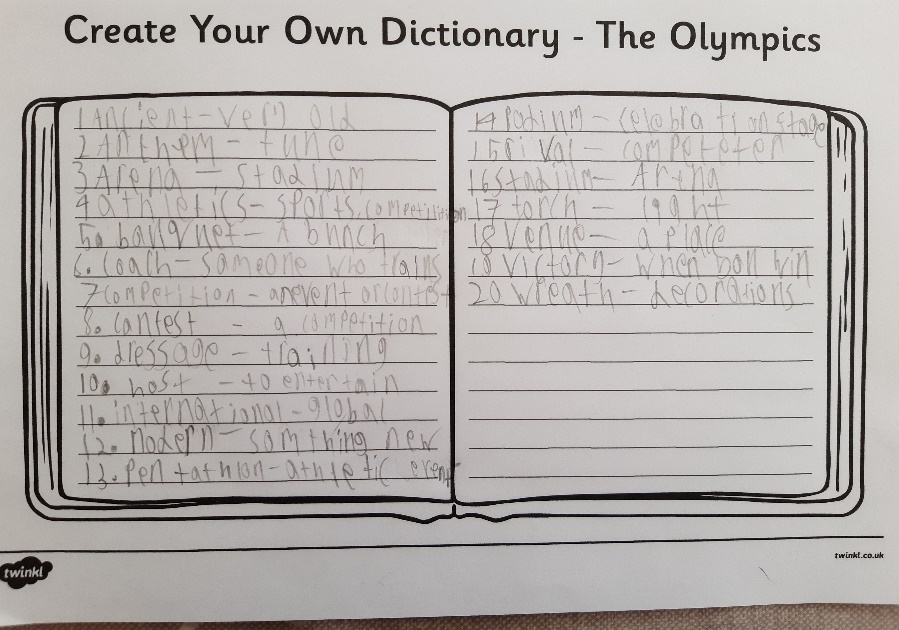 Create Your Own Dictionary - The Olympics
1 Ancient - very old
2 Anthem - tune
3 Arena - stadium
4 athletics - sports, competition
5. banquet - A bunch
6. Coach - someone who trains
7 competition - an event or contest
8. contest - a competition
9. dressage - training
10. host - to entertain
11. international - global
12. modern - somthing new
13. Pentathlon - athletic event
14 Podium - celebration stage
15 rival - competeter
16 stadium - Arena
17 torch - light
18 Venue - a place
19 Victory - when you win
20 wreath - decorations
twinkl
twinkl.co.uk